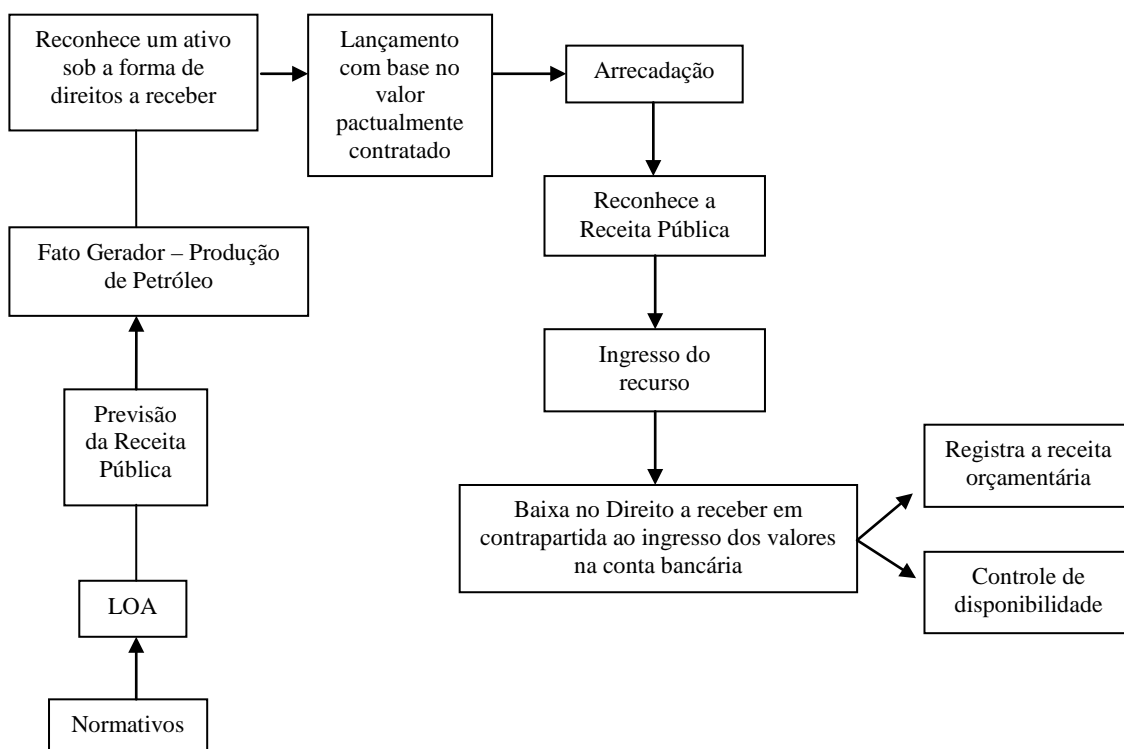 Reconhece um ativo
sob a forma de
direitos a receber
Lançamento
com base no
valor
pactualmente
contratado
Arrecadação
Reconhece a
Receita Pública
Fato Gerador – Produção
de Petróleo
Ingresso do
recurso
Previsão
da Receita
Pública
Registra a receita
orçamentária
Baixa no Direito a receber em
contrapartida ao ingresso dos valores
na conta bancária
Controle de
disponibilidade
LOA
Normativos